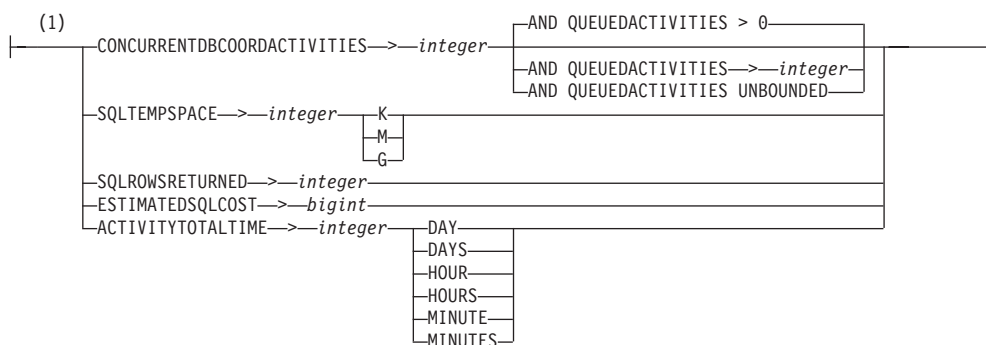 (1)
AND QUEUEDACTIVITIES > 0
CONCURRENTDBCOORDACTIVITIES > integer
AND QUEUEDACTIVITIES > integer
AND QUEUEDACTIVITIES UNBOUNDED
SQLTEMPSPACE > integer K
M
G
SQLROWSRETURNED > integer
ESTIMATEDSQLCOST > bigint
ACTIVITYTOTALTIME > integer DAY
DAYS
HOUR
HOURS
MINUTE
MINUTES